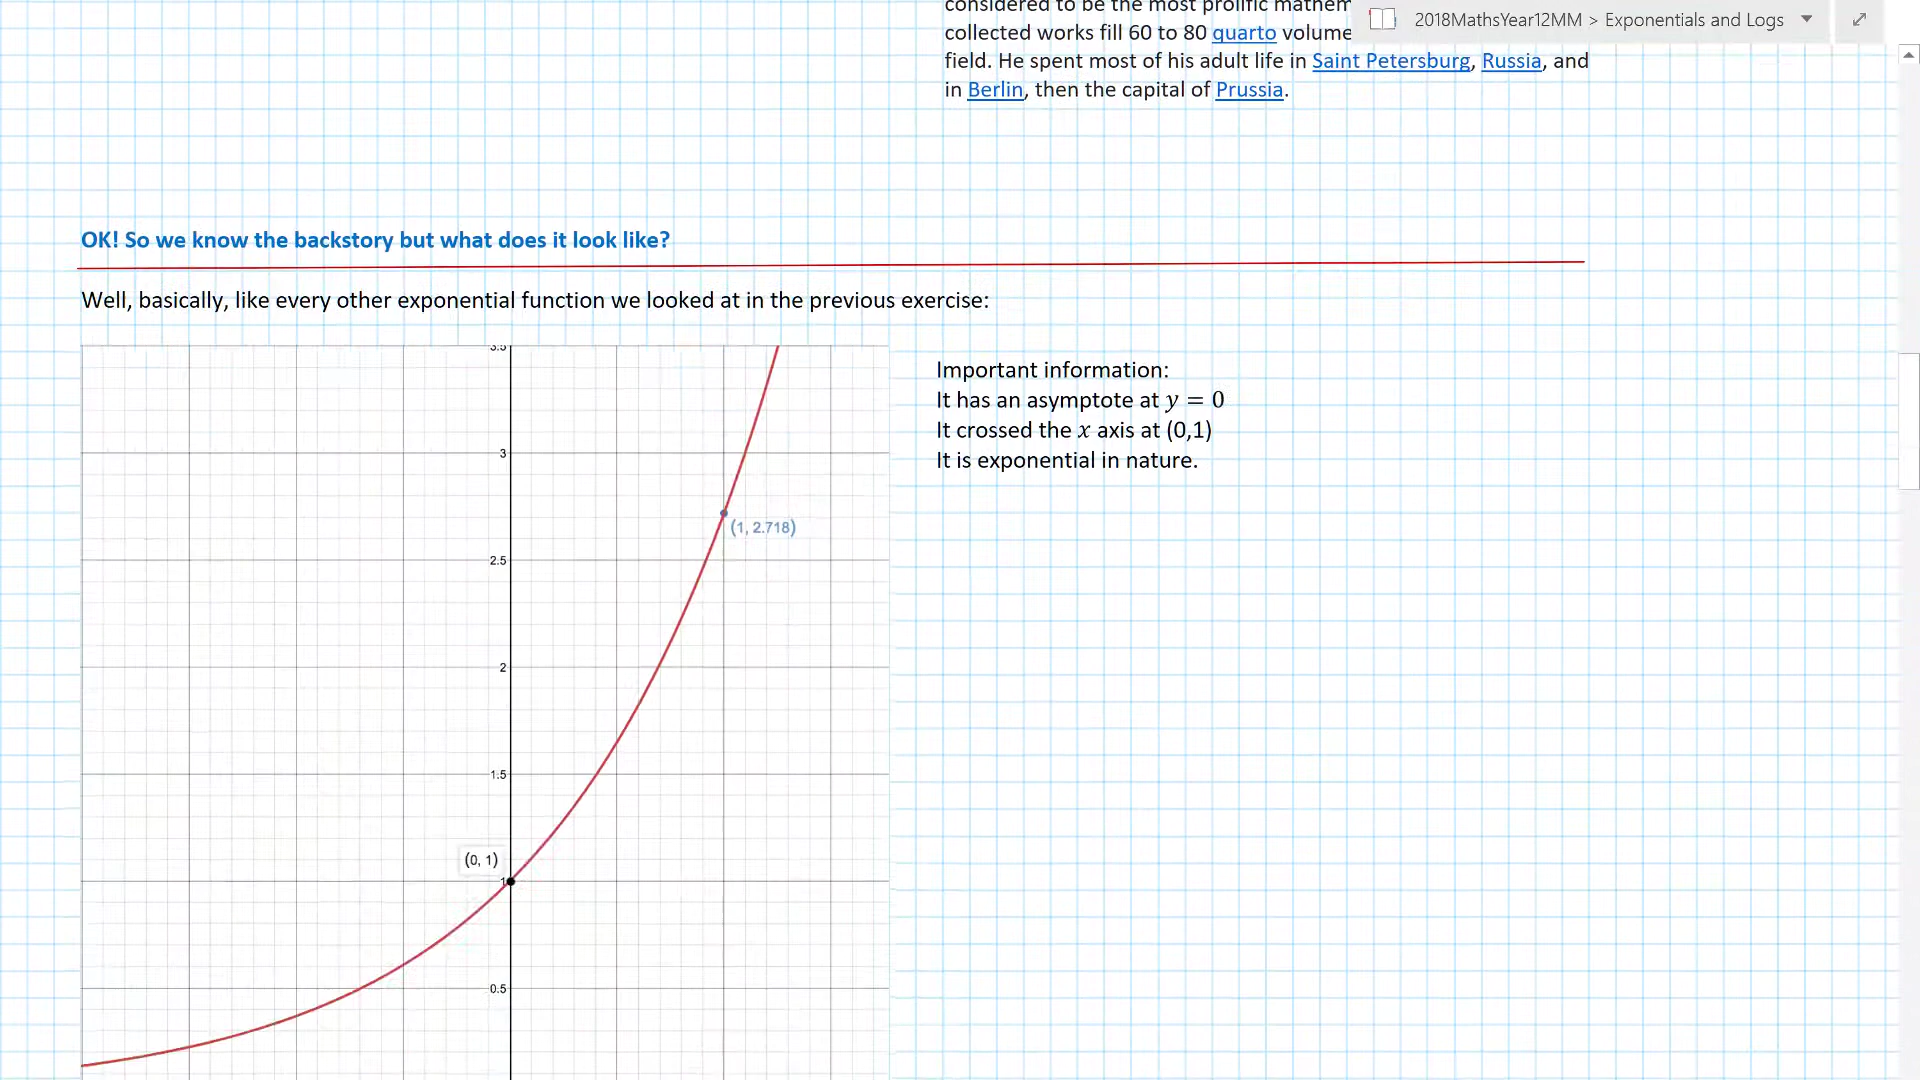 considered to be the most prolific mathem
2018MathsYear12MM > Exponentials and Logs
collected works fill 60 to 80 quarto volume
field. He spent most of his adult life in Saint Petersburg, Russia, and
in Berlin, then the capital of Prussia.
OK! So we know the backstory but what does it look like?
Well, basically, like every other exponential function we looked at in the previous exercise:
3.5
Important information:
It has an asymptote at y = 0
It crossed the x axis at (0,1)
It is exponential in nature.
3
(1, 2.718)
2.5
2
1.5
(0, 1)
1
0.5